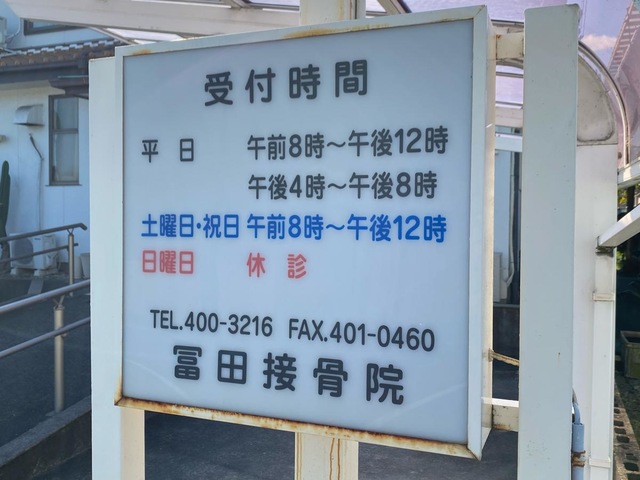 受付時間
平日 午前8時～午後12時
午後4時～午後8時
土曜日・祝日 午前8時～午後12時
日曜日 休診
TEL.400-3216 FAX.401-0460
冨田接骨院